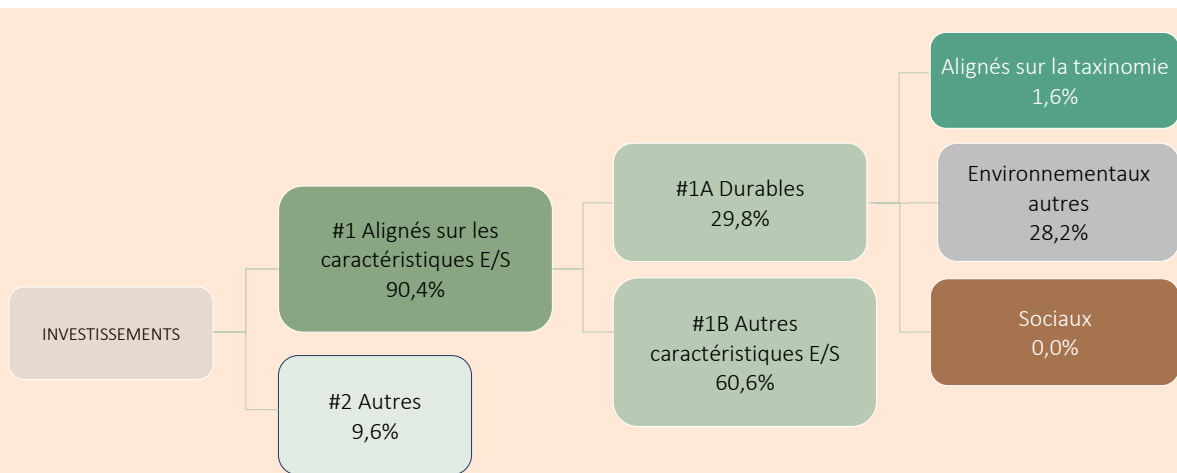 INVESTISSEMENTS
#1 Alignés sur les
caractéristiques E/S
90,4%
#2 Autres
9,6%
#1A Durables
29,8%
#1B Autres
caractéristiques E/S
60,6%
Alignés sur la taxinomie
1,6%
Environnementaux
autres
28,2%
Sociaux
0,0%